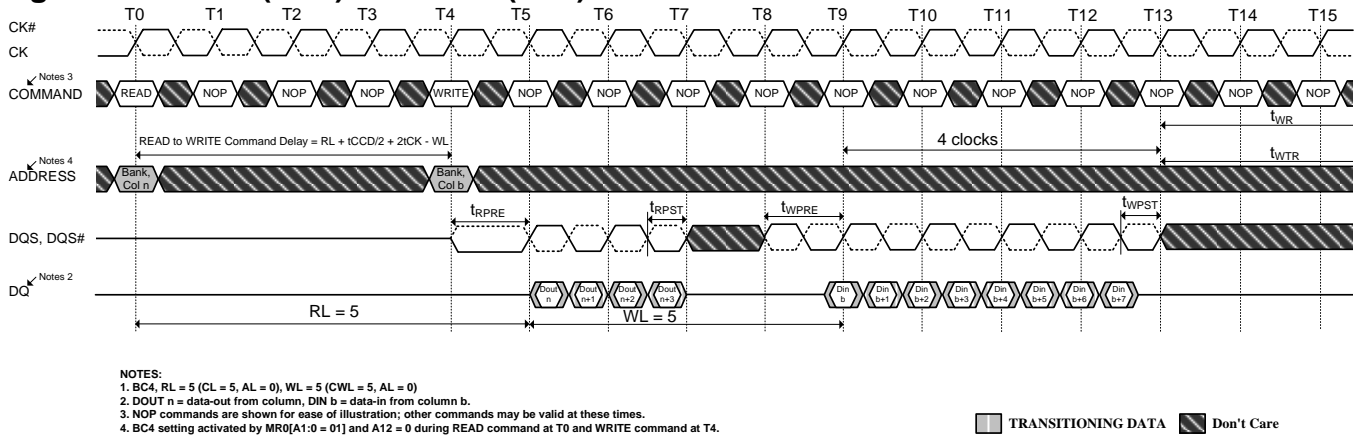 T0 T1 T2 T3 T4 T5 T6 T7 T8 T9 T10 T11 T12 T13 T14 T15
CK#
CK
Notes 3
COMMAND
READ NOP NOP NOP WRITE NOP NOP NOP NOP NOP NOP NOP NOP NOP NOP NOP
tWR
READ to WRITE Command Delay = RL + tCCD/2 + 2tCK - WL
4 clocks
tWTR
Notes 4
ADDRESS
Bank, Col n
Bank, Col b
tRPRE tRPST tWPRE tWPST
DQS, DQS#
Notes 2
DQ
Dout n Dout n+1 Dout n+2 Dout n+3 Din b Din b+1 Din b+2 Din b+3 Din b+4 Din b+5 Din b+6 Din b+7
RL = 5
WL = 5
NOTES:
1. BC4, RL = 5 (CL = 5, AL = 0), WL = 5 (CWL = 5, AL = 0)
2. DOUT n = data-out from column, DIN b = data-in from column b.
3. NOP commands are shown for ease of illustration; other commands may be valid at these times.
4. BC4 setting activated by MR0[A1:0 = 01] and A12 = 0 during READ command at T0 and WRITE command at T4.
TRANSITIONING DATA
Don't Care